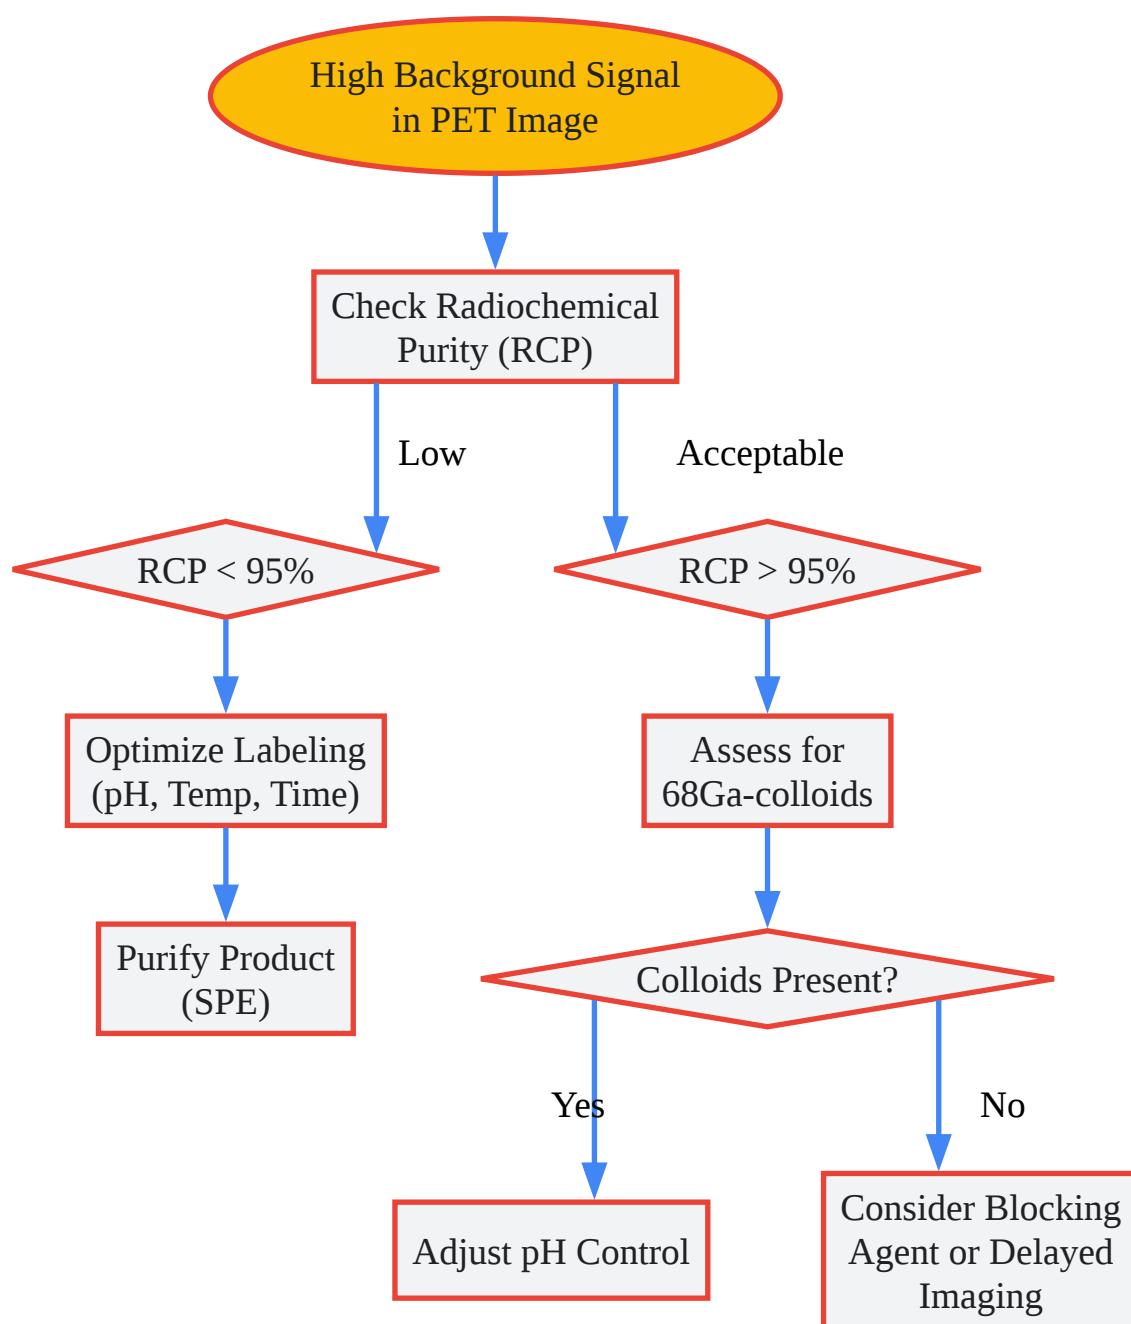 High Background Signal
in PET Image
Check Radiochemical
Purity (RCP)
Low
Acceptable
RCP < 95%
RCP > 95%
Optimize Labeling
(pH, Temp, Time)
Assess for
68Ga-colloids
Purify Product
(SPE)
Colloids Present?
Yes
No
Adjust pH Control
Consider Blocking
Agent or Delayed
Imaging